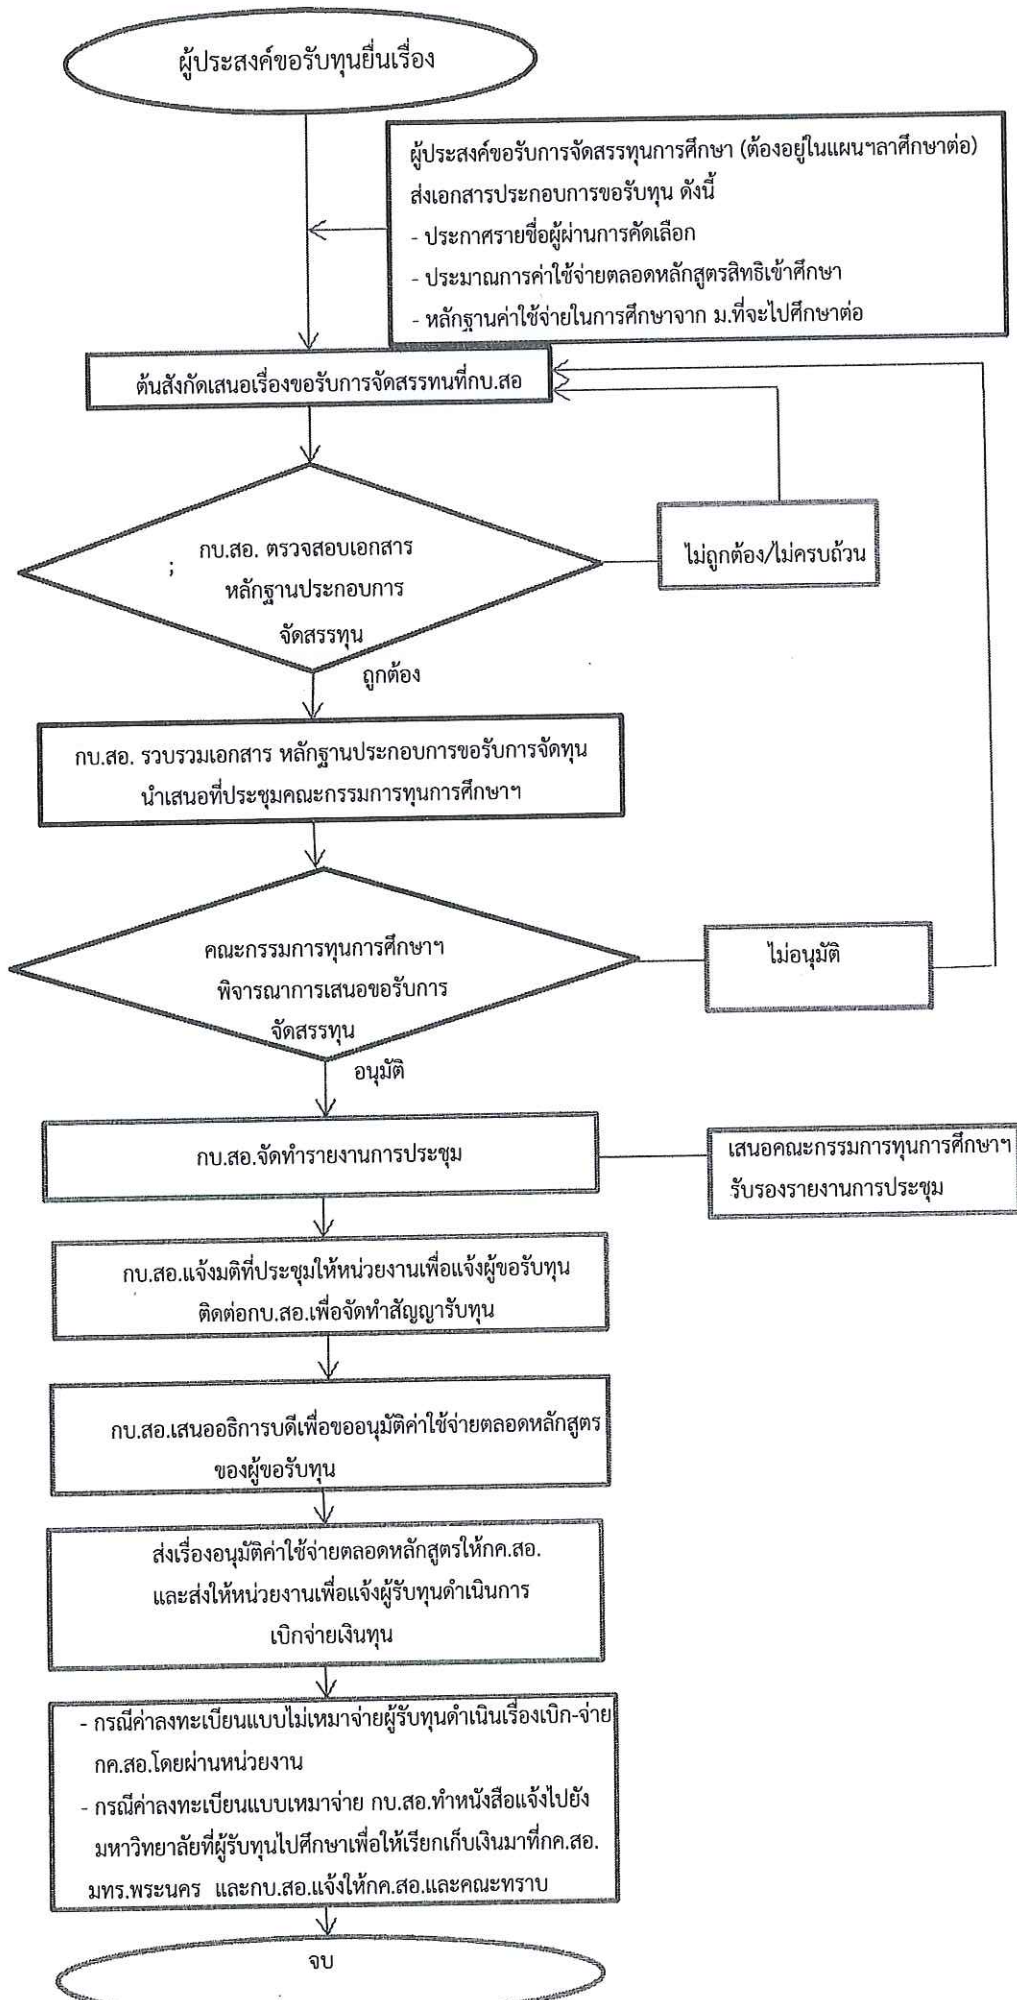 ผู้ประสงค์ขอรับทุนยื่นเรื่อง
ผู้ประสงค์ขอรับการจัดสรรทุนการศึกษา (ต้องอยู่ในแผนฯลาศึกษาต่อ)
ส่งเอกสารประกอบการขอรับทุน ดังนี้
- ประกาศรายชื่อผู้ผ่านการคัดเลือก
- ประมาณการค่าใช้จ่ายตลอดหลักสูตรสิทธิเข้าศึกษา
- หลักฐานค่าใช้จ่ายในการศึกษาจาก ม.ที่จะไปศึกษาต่อ
ต้นสังกัดเสนอเรื่องขอรับการจัดสรรทนที่กบ.สอ
กบ.สอ. ตรวจสอบเอกสาร
;
หลักฐานประกอบการ
จัดสรรทุน
ไม่ถูกต้อง/ไม่ครบถ้วน
ถูกต้อง
กบ.สอ. รวบรวมเอกสาร หลักฐานประกอบการขอรับการจัดทุน
นำเสนอที่ประชุมคณะกรรมการทุนการศึกษาฯ
คณะกรรมการทุนการศึกษาฯ
พิจารณาการเสนอขอรับการ
จัดสรรทุน
ไม่อนุมัติ
อนุมัติ
กบ.สอ.จัดทำรายงานการประชุม
เสนอคณะกรรมการทุนการศึกษาฯ
รับรองรายงานการประชุม
กบ.สอ.แจ้งมติที่ประชุมให้หน่วยงานเพื่อแจ้งผู้ขอรับทุน
ติดต่อกบ.สอ.เพื่อจัดทำสัญญารับทุน
กบ.สอ.เสนออธิการบดีเพื่อขออนุมัติค่าใช้จ่ายตลอดหลักสูตร
ของผู้ขอรับทุน
ส่งเรื่องอนุมัติค่าใช้จ่ายตลอดหลักสูตรให้กค.สอ.
และส่งให้หน่วยงานเพื่อแจ้งผู้รับทุนดำเนินการ
เบิกจ่ายเงินทุน
- กรณีค่าลงทะเบียนแบบไม่เหมาจ่ายผู้รับทุนดำเนินเรื่องเบิก-จ่าย
กค.สอ.โดยผ่านหน่วยงาน
- กรณีค่าลงทะเบียนแบบเหมาจ่าย กบ.สอ.ทำหนังสือแจ้งไปยัง
มหาวิทยาลัยที่ผู้รับทุนไปศึกษาเพื่อให้เรียกเก็บเงินมาที่กค.สอ.
มทร.พระนคร และกบ.สอ.แจ้งให้กค.สอ.และคณะทราบ
จบ